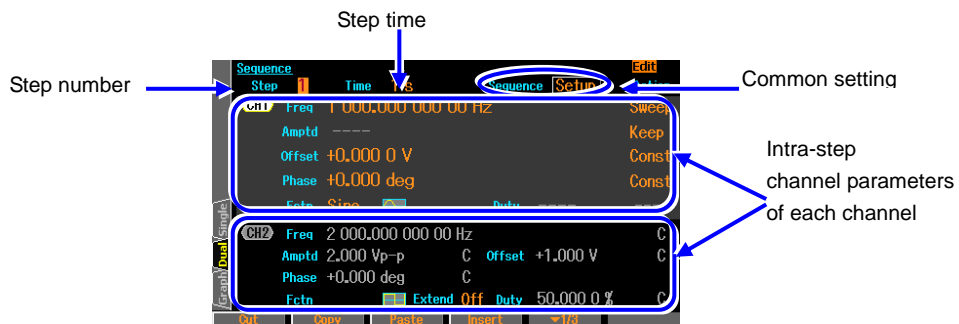 Step time
Step number
Common setting
Intra-step
channel parameters
of each channel
Sequence Edit
Step 1 Time s Sequence Setup
CH1 Freq 1 000.000 000 00 Hz Sweep
Amptd ---- Keep
Offset +0.000 0 V Const
Phase +0.000 deg Const
Fctn Sine Duty ---- ---
CH2 Freq 2 000.000 000 00 Hz C
Amptd 2.000 Vp-p C Offset +1.000 V C
Phase +0.000 deg C
Fctn Extend Off Duty 50.000 0 % C
Single
Dual
Graph
Cut Copy Paste Insert ▼1/3